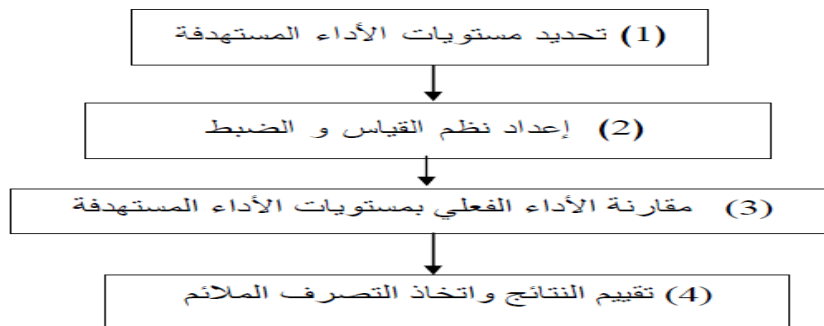 (1) تحديد مستويات الأداء المستهدفة
(2) إعداد نظم القياس و الضبط
(3) مقارنة الأداء الفعلي بمستويات الأداء المستهدفة
(4) تقييم النتائج واتخاذ التصرف الملائم